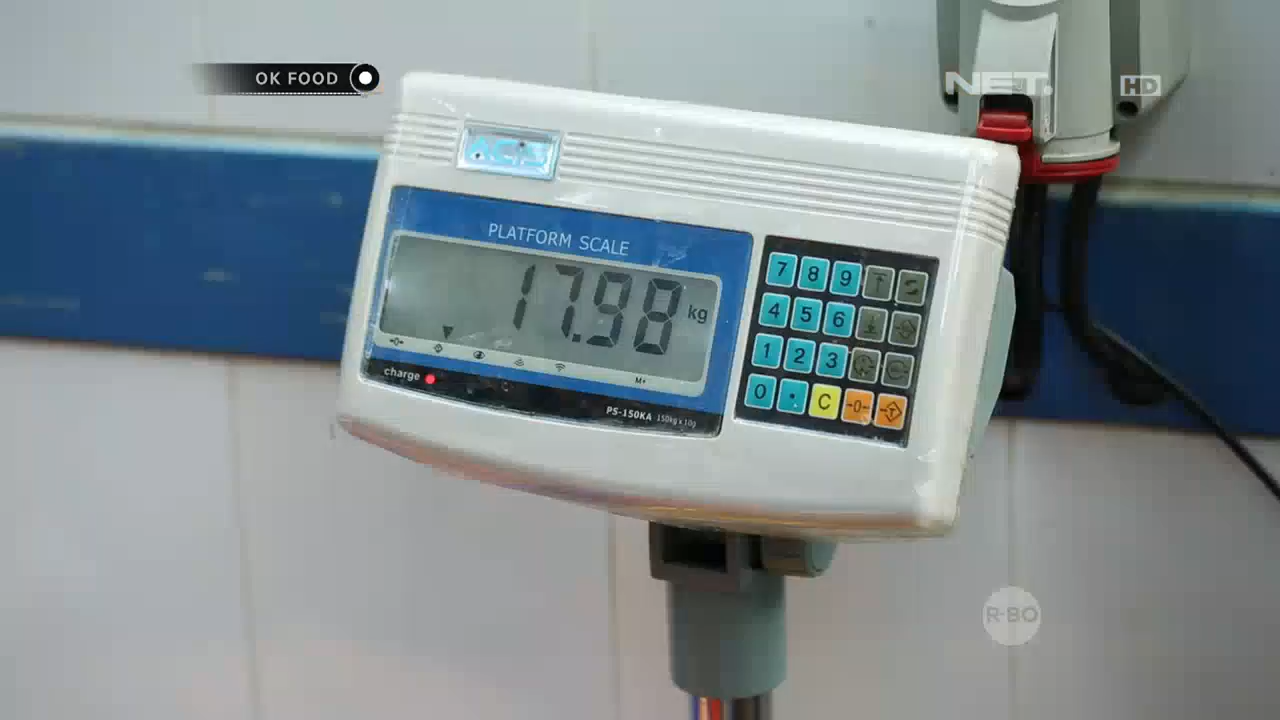 OK FOOD
NET.
HD
ACIS
PLATFORM SCALE
17.98 kg
M+
charge
PS-150KA 150kg x 10g
7 8 9
4 5 6
1 2 3
0 . C -0- T
R-BO